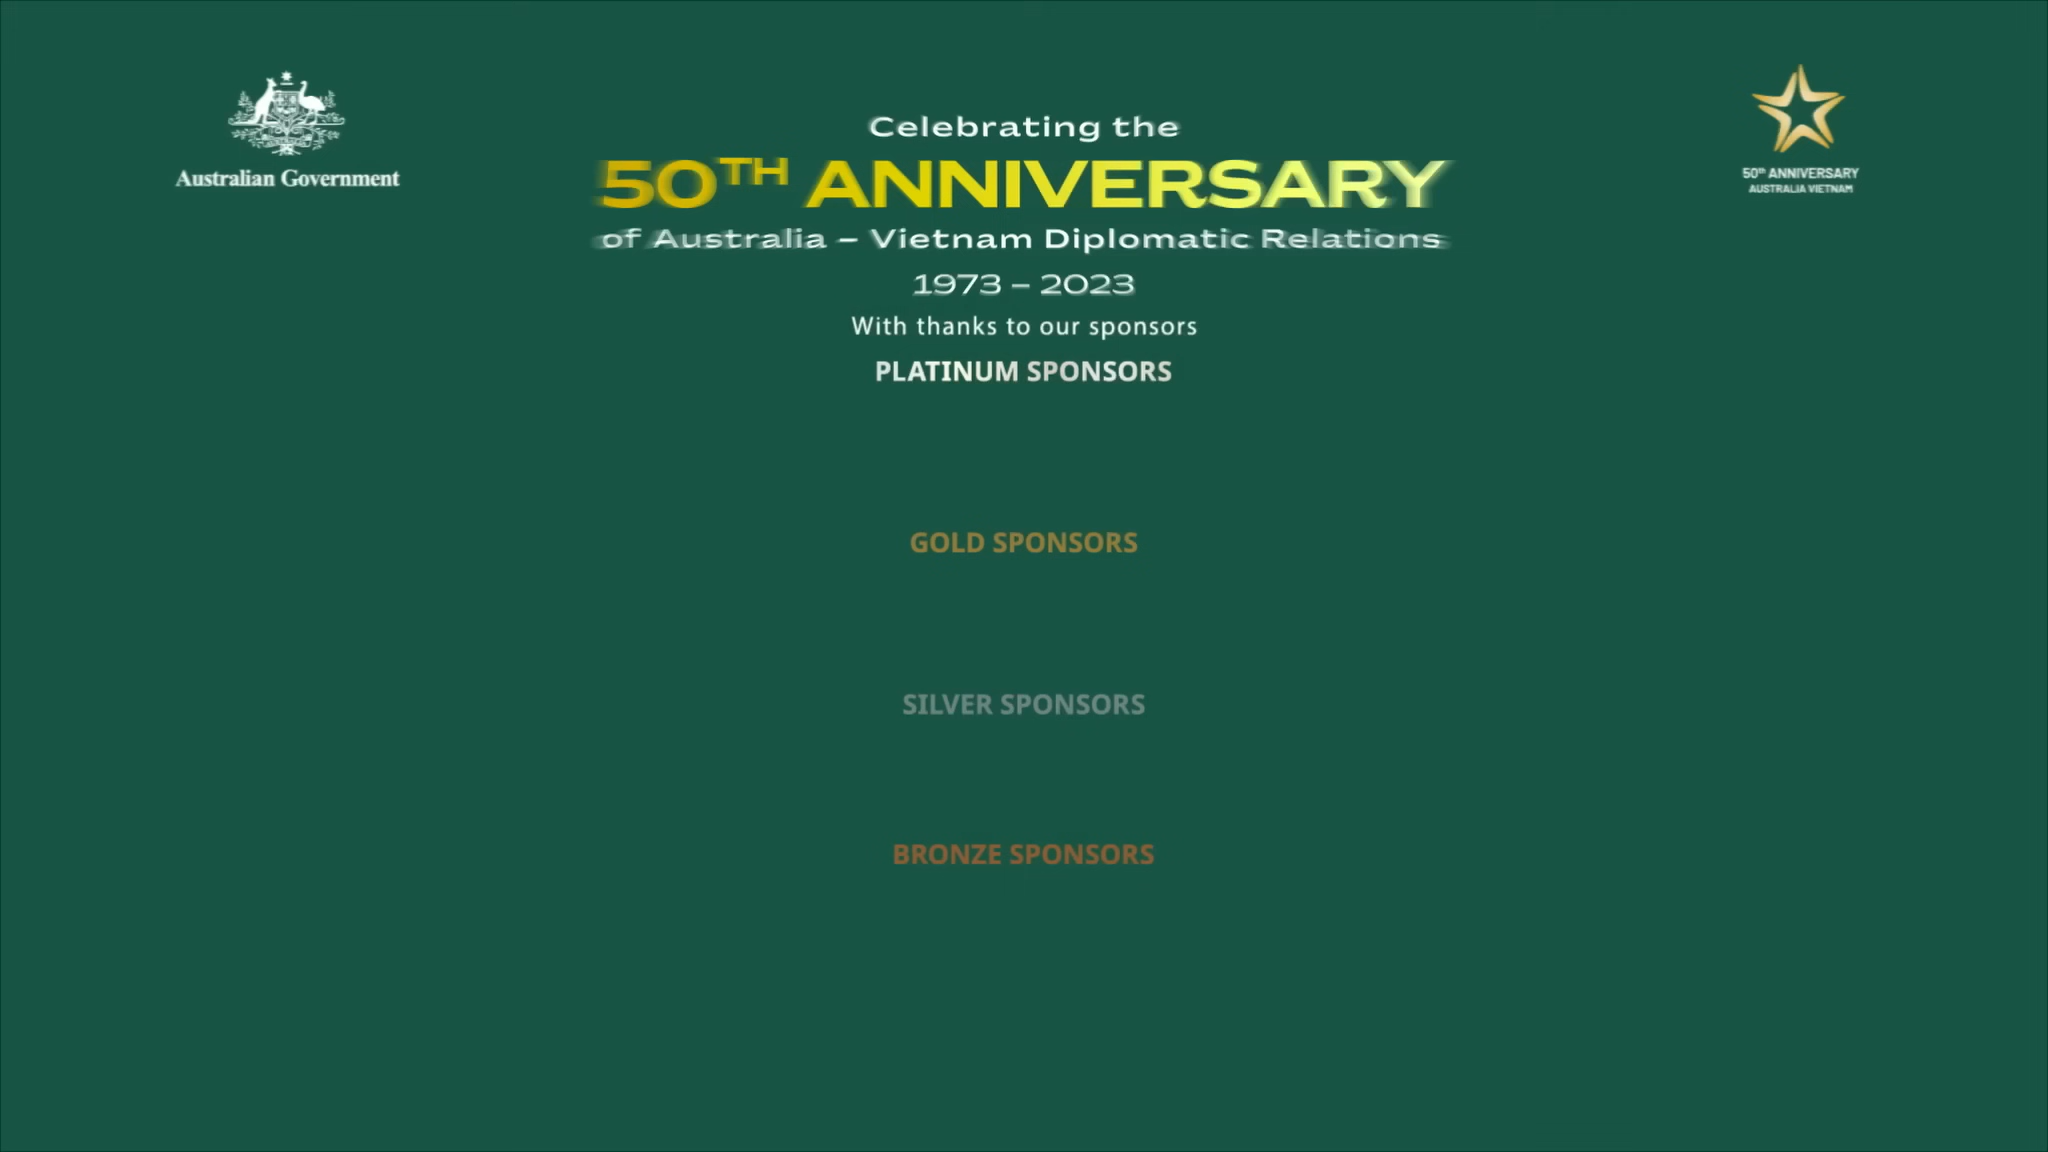 Australian Government
Celebrating the
50TH ANNIVERSARY
of Australia – Vietnam Diplomatic Relations
1973 – 2023
With thanks to our sponsors
50th ANNIVERSARY
AUSTRALIA VIETNAM
PLATINUM SPONSORS
GOLD SPONSORS
SILVER SPONSORS
BRONZE SPONSORS